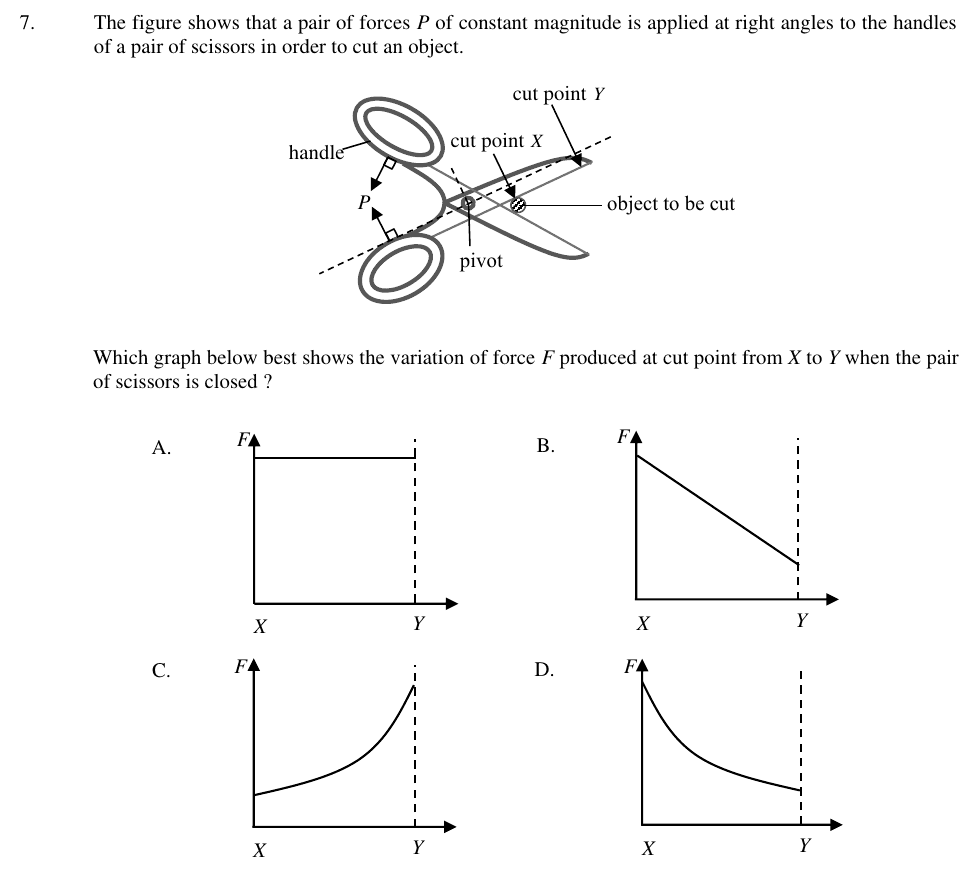 7. The figure shows that a pair of forces P of constant magnitude is applied at right angles to the handles
of a pair of scissors in order to cut an object.
cut point Y
cut point X
handle
P
object to be cut
pivot
Which graph below best shows the variation of force F produced at cut point from X to Y when the pair
of scissors is closed ?
A. F
X Y
B. F
X Y
C. F
X Y
D. F
X Y